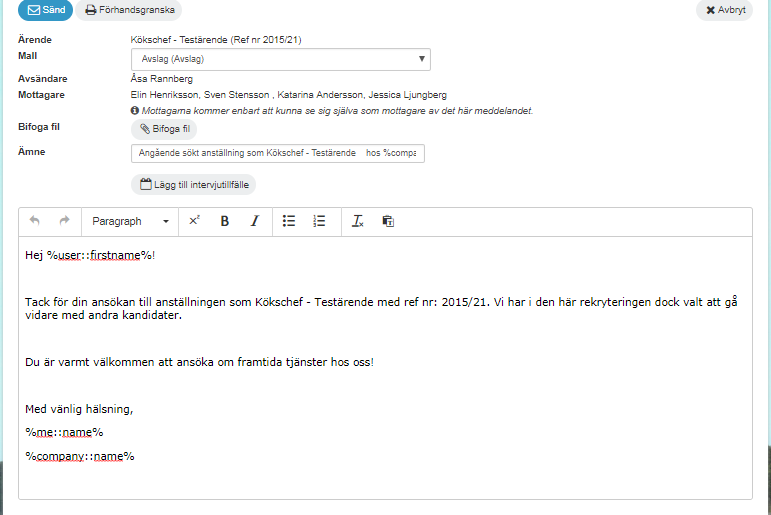 Sänd Förhandsgranska Avbryt
Ärende Kökschef - Testärende (Ref nr 2015/21)
Mall Avslag (Avslag)
Avsändare Åsa Rannberg
Mottagare Elin Henriksson, Sven Stensson , Katarina Andersson, Jessica Ljungberg
Mottagarna kommer enbart att kunna se sig själva som mottagare av det här meddelandet.
Bifoga fil Bifoga fil
Ämne Angående sökt anställning som Kökschef - Testärende hos %compa
Lägg till intervjutillfälle
Paragraph x² B I Tx
Hej %user::firstname%!
Tack för din ansökan till anställningen som Kökschef - Testärende med ref nr: 2015/21. Vi har i den här rekryteringen dock valt att gå
vidare med andra kandidater.
Du är varmt välkommen att ansöka om framtida tjänster hos oss!
Med vänlig hälsning,
%me::name%
%company::name%